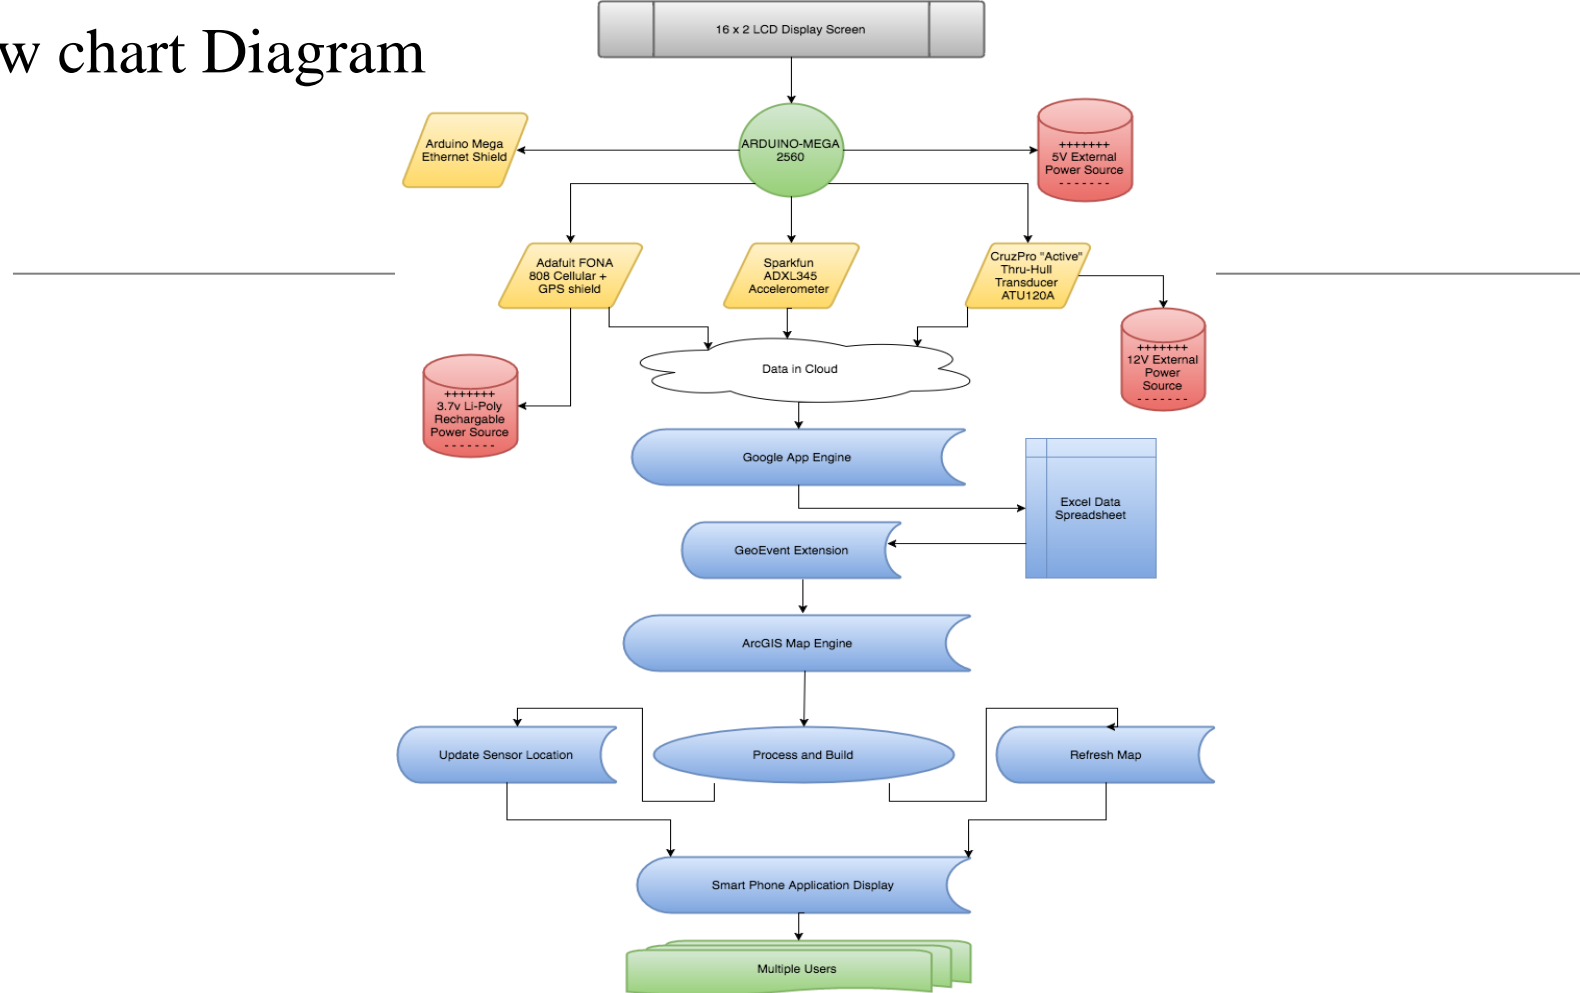 w chart Diagram
16 x 2 LCD Display Screen
Arduino Mega
Ethernet Shield
ARDUINO-MEGA
2560
+++++++
5V External
Power Source
- - - - - - -
Adafuit FONA
808 Cellular +
GPS shield
Sparkfun
ADXL345
Accelerometer
CruzPro "Active"
Thru-Hull
Transducer
ATU120A
+++++++
12V External
Power
Source
- - - - - - -
Data in Cloud
+++++++
3.7v Li-Poly
Rechargable
Power Source
- - - - - - -
Google App Engine
Excel Data
Spreadsheet
GeoEvent Extension
ArcGIS Map Engine
Update Sensor Location
Process and Build
Refresh Map
Smart Phone Application Display
Multiple Users